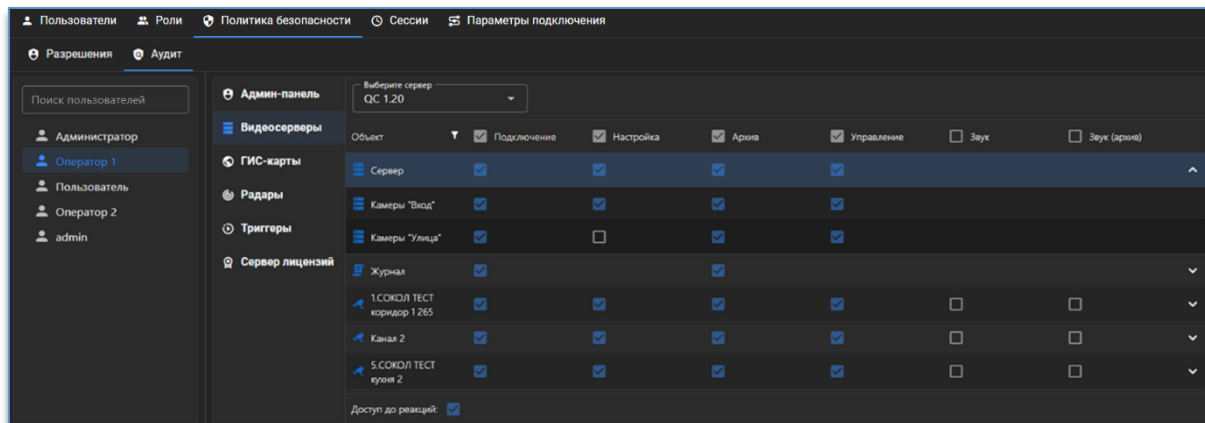 Пользователи Роли Политика безопасности Сессии Параметры подключения
Разрешения Аудит
Поиск пользователей
Администратор
Оператор 1
Пользователь
Оператор 2
admin
Админ-панель
Видеосерверы
ГИС-карты
Радары
Триггеры
Сервер лицензий
Выберите сервер
QC 1.20
Объект Подключение Настройка Архив Управление Звук Звук (архив)
Сервер
Камеры "Вход"
Камеры "Улица"
Журнал
1.СОКОЛ ТЕСТ
коридор 1 265
Канал 2
5.СОКОЛ ТЕСТ
кухня 2
Доступ до реакций: